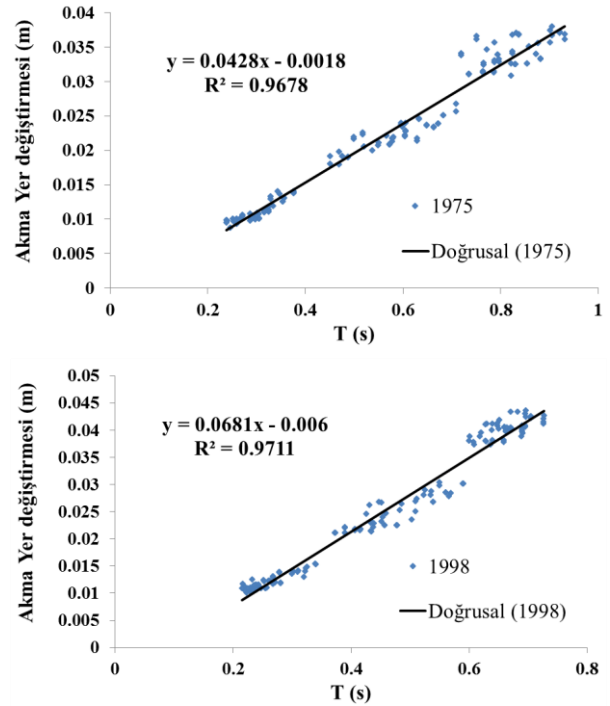 0.04
0.035
0.03
0.025
0.02
0.015
0.01
0.005
0
Akma Yer değiştirmesi (m)
y = 0.0428x - 0.0018
R² = 0.9678
1975
Doğrusal (1975)
0 0.2 0.4 0.6 0.8 1
T (s)
0.05
0.045
0.04
0.035
0.03
0.025
0.02
0.015
0.01
0.005
0
Akma Yer değiştirmesi (m)
y = 0.0681x - 0.006
R² = 0.9711
1998
Doğrusal (1998)
0 0.2 0.4 0.6 0.8
T (s)